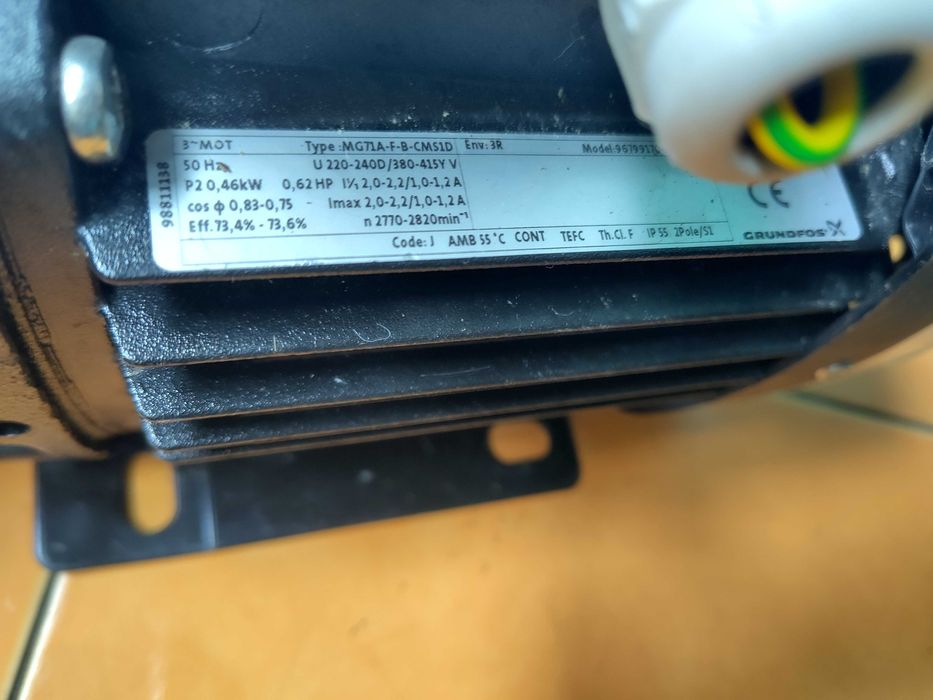 3~MOT Type :MG71A-F-B-CMS1D Env: 3R
50 Hz U 220-240D/380-415Y V
P2 0,46kW 0,62 HP I⅟₁ 2,0-2,2/1,0-1,2 A
cos ϕ 0,83-0,75 Imax 2,0-2,2/1,0-1,2 A
Eff. 73,4% - 73,6% n 2770-2820min⁻¹
Code: J AMB 55 °C CONT TEFC Th.Cl. F IP 55 2Pole/S1
Model:
98811138
CE
GRUNDFOS